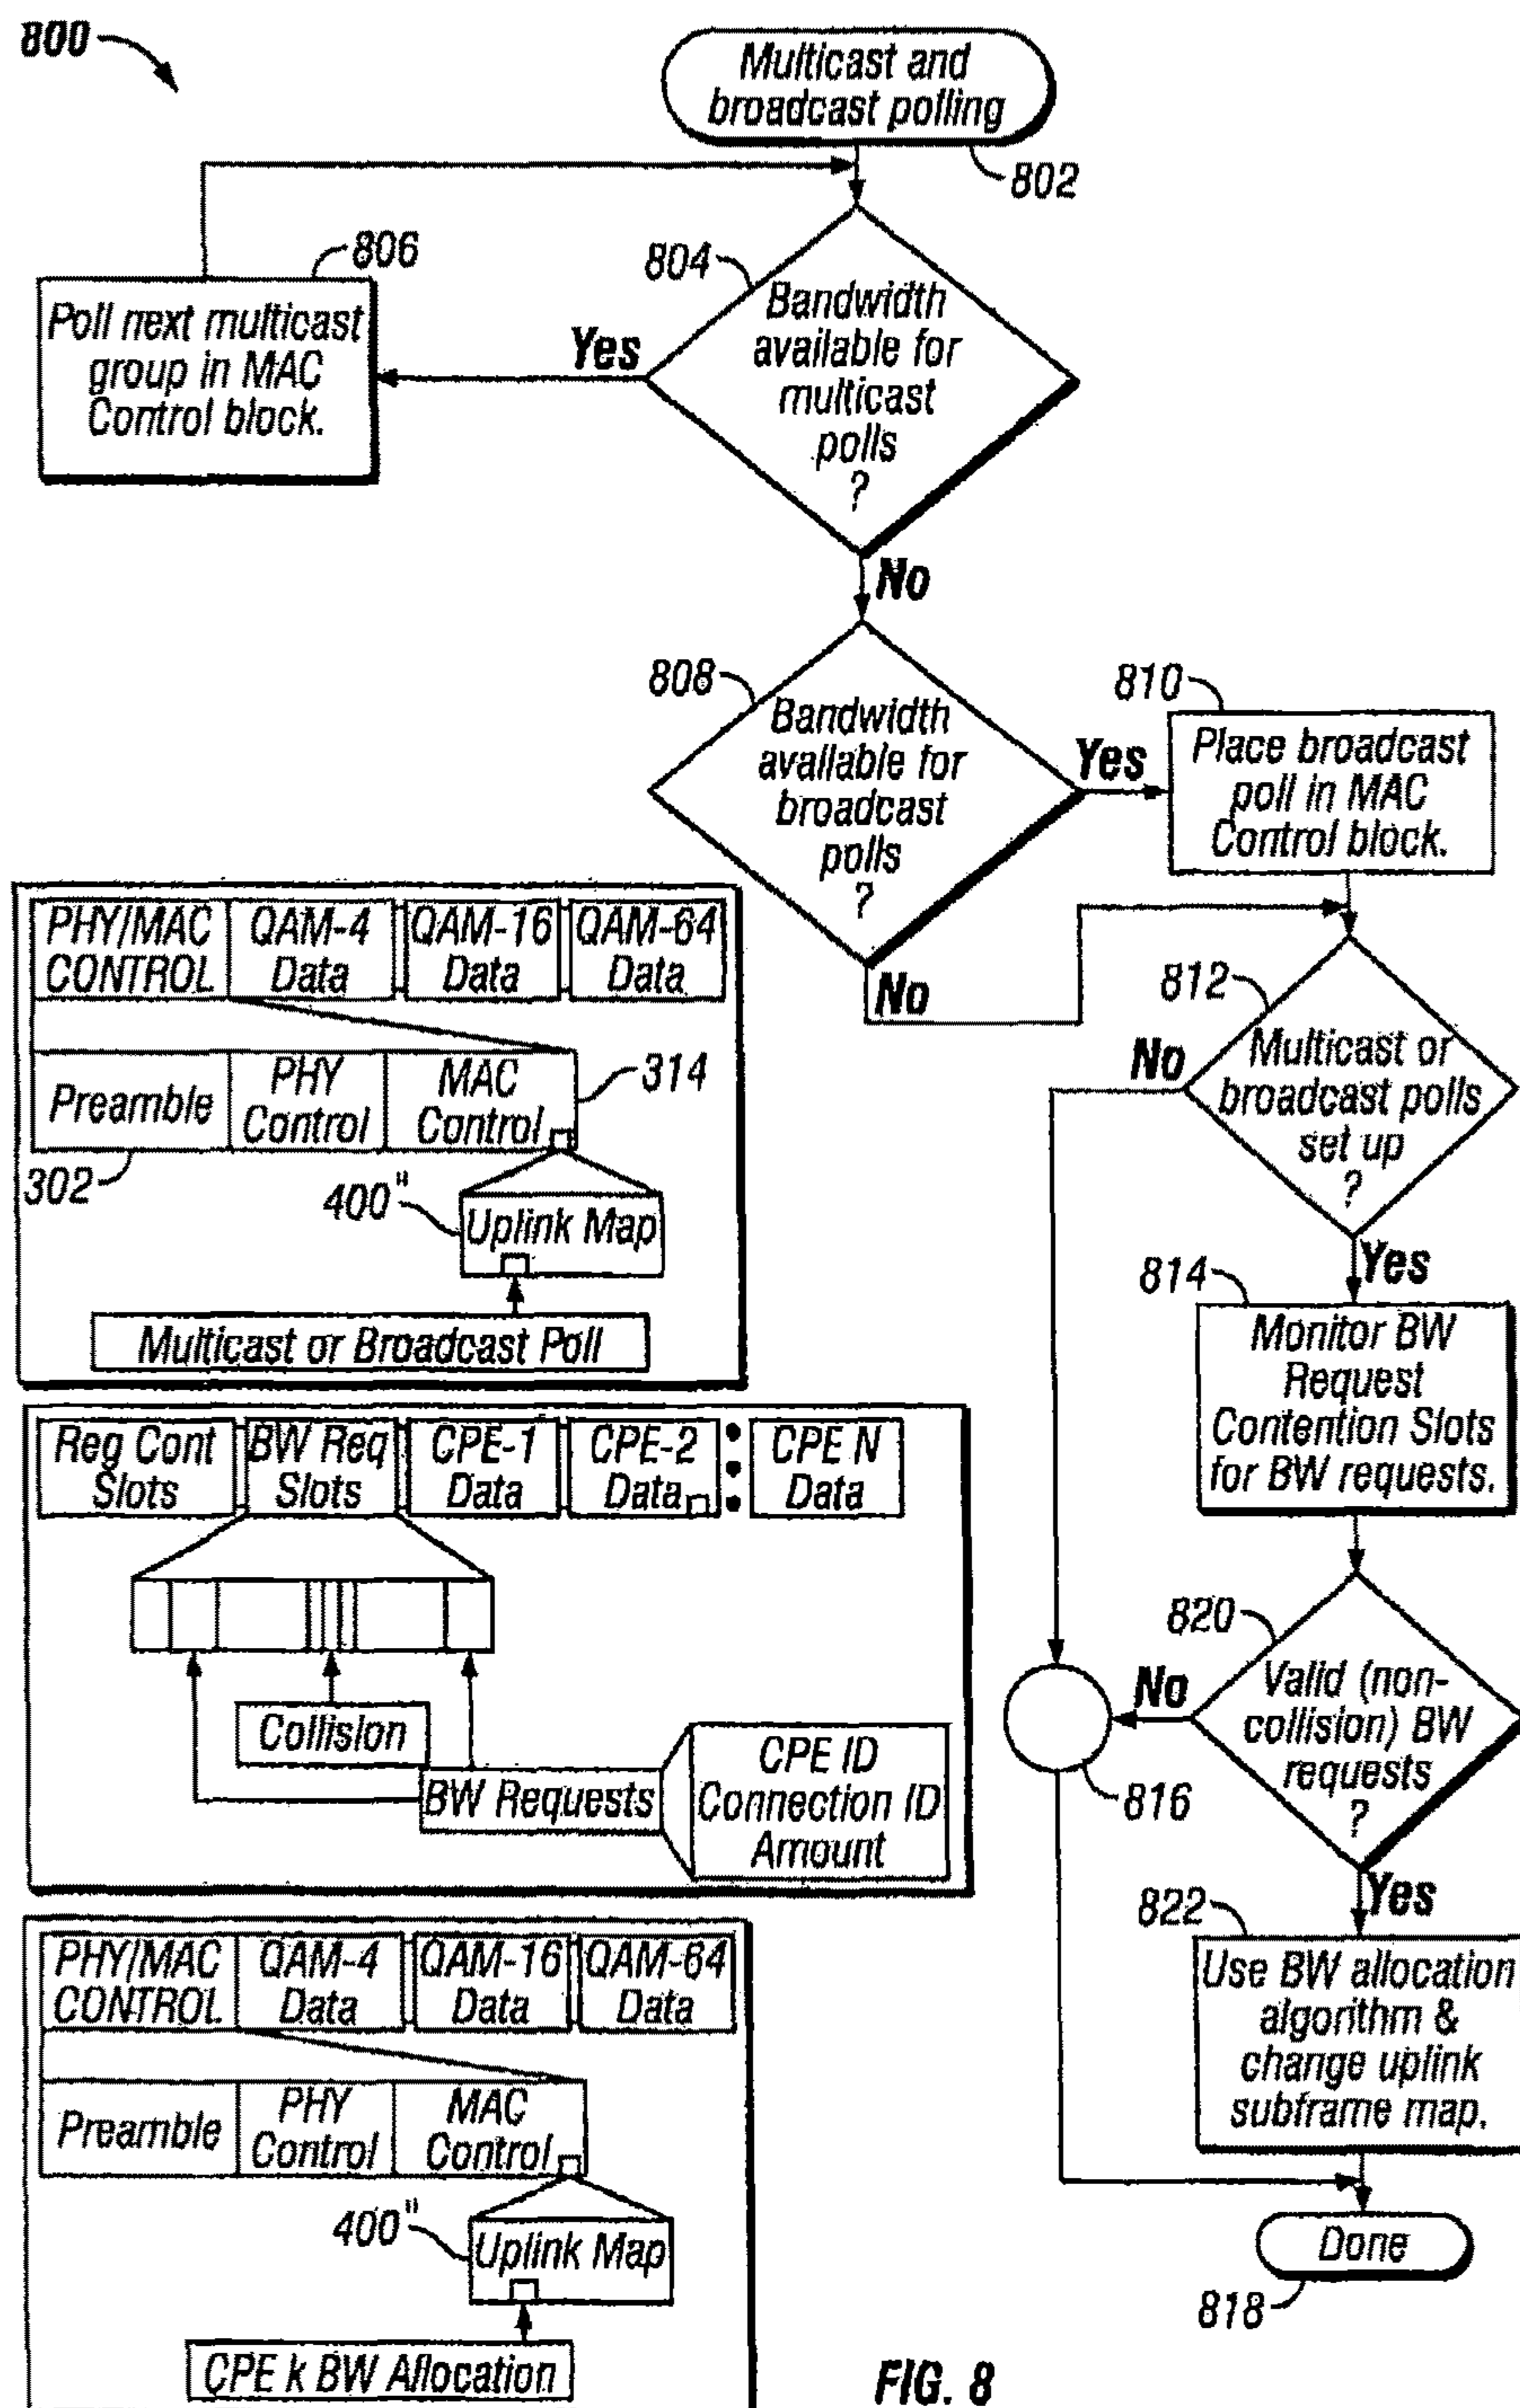 800
Multicast and
broadcast polling
802
806
Poll next multicast
group in MAC
Control block.
804
Bandwidth
available for
multicast
polls
?
Yes
No
808
Bandwidth
available for
broadcast
polls
?
Yes
No
810
Place broadcast
poll in MAC
Control block.
812
Multicast or
broadcast polls
set up
?
No
Yes
814
Monitor BW
Request
Contention Slots
for BW requests.
820
Valid (non-
collision) BW
requests
?
No
816
Yes
822
Use BW allocation
algorithm &
change uplink
subframe map.
Done
818
PHY/MAC
CONTROL
QAM-4
Data
QAM-16
Data
QAM-64
Data
Preamble
PHY
Control
MAC
Control
314
302
400"
Uplink Map
Multicast or Broadcast Poll
Reg Cont
Slots
BW Req
Slots
CPE-1
Data
CPE-2
Data
CPE N
Data
Collision
BW Requests
CPE ID
Connection ID
Amount
PHY/MAC
CONTROL
QAM-4
Data
QAM-16
Data
QAM-64
Data
Preamble
PHY
Control
MAC
Control
400"
Uplink Map
CPE k BW Allocation
FIG. 8